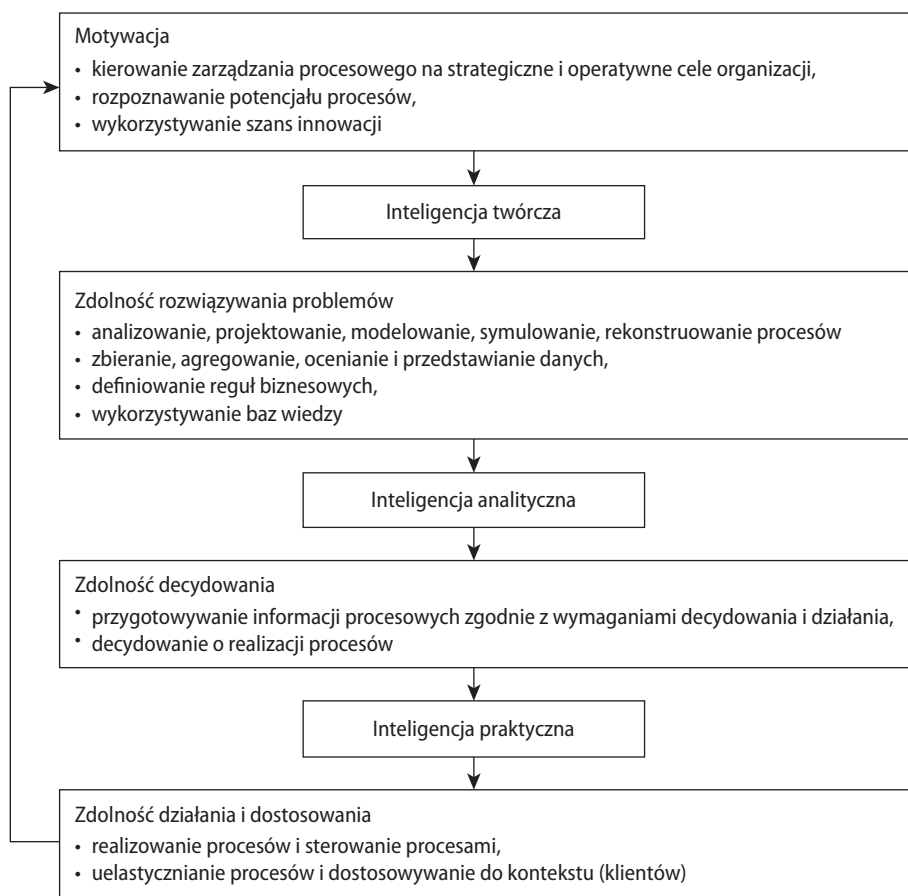 Motywacja
• kierowanie zarządzania procesowego na strategiczne i operatywne cele organizacji,
• rozpoznawanie potencjału procesów,
• wykorzystywanie szans innowacji
Inteligencja twórcza
Zdolność rozwiązywania problemów
• analizowanie, projektowanie, modelowanie, symulowanie, rekonstruowanie procesów
• zbieranie, agregowanie, ocenianie i przedstawianie danych,
• definiowanie reguł biznesowych,
• wykorzystywanie baz wiedzy
Inteligencja analityczna
Zdolność decydowania
• przygotowywanie informacji procesowych zgodnie z wymaganiami decydowania i działania,
• decydowanie o realizacji procesów
Inteligencja praktyczna
Zdolność działania i dostosowania
• realizowanie procesów i sterowanie procesami,
• uelastycznianie procesów i dostosowywanie do kontekstu (klientów)